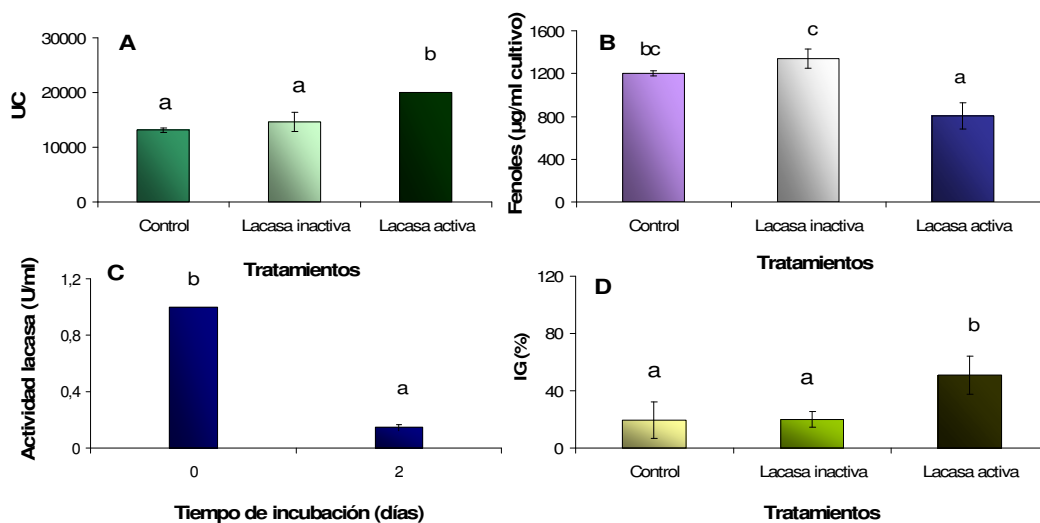 A
UC
30000
20000
10000
0
a
a
b
Control
Lacasa inactiva
Lacasa activa
Tratamientos
B
Fenoles (µg/ml cultivo)
1600
1200
800
400
0
bc
c
a
Control
Lacasa inactiva
Lacasa activa
Tratamientos
C
Actividad lacasa (U/ml)
1,2
0,8
0,4
0
b
a
0
2
Tiempo de incubación (días)
D
IG (%)
120
80
40
0
a
a
b
Control
Lacasa inactiva
Lacasa activa
Tratamientos